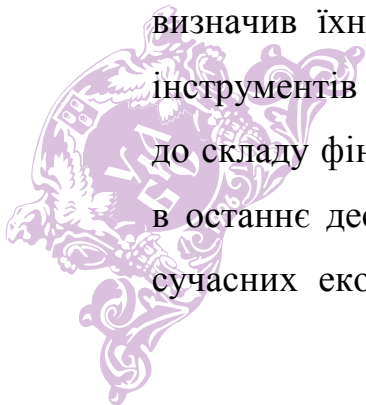 визначив їхн
інструментів
до складу фін
в останнє дес
сучасних еко